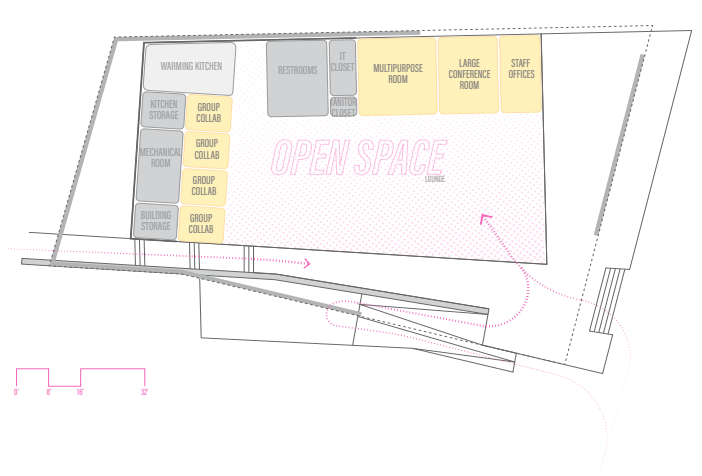 WARMING KITCHEN
RESTROOMS
IT
CLOSET
JANITOR
CLOSET
MULTIPURPOSE
ROOM
LARGE
CONFERENCE
ROOM
STAFF
OFFICES
KITCHEN
STORAGE
GROUP
COLLAB
MECHANICAL
ROOM
GROUP
COLLAB
GROUP
COLLAB
BUILDING
STORAGE
GROUP
COLLAB
OPEN SPACE
LOUNGE
0'
8'
16'
32'